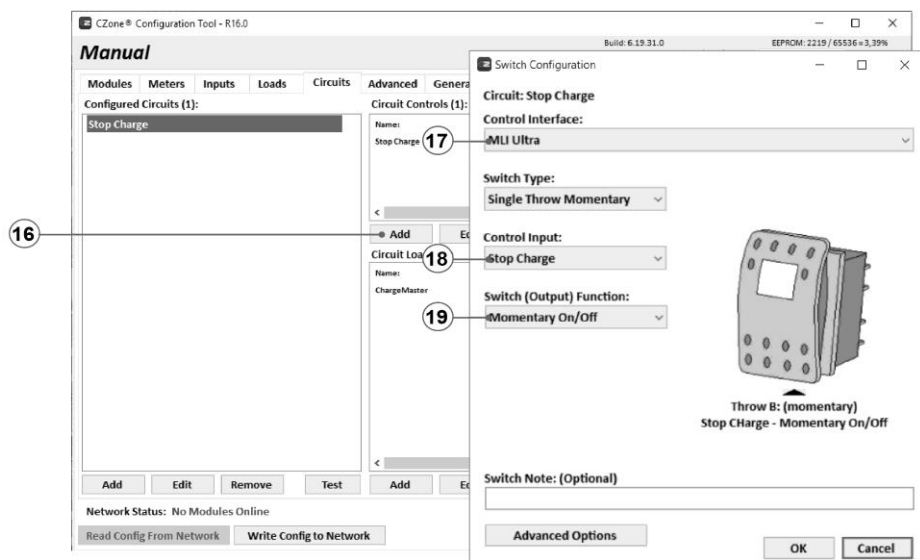 CZone® Configuration Tool - R16.0
Manual
Build: 6.19.31.0
EEPROM: 2219 / 65536 = 3,39%
Modules Meters Inputs Loads Circuits Advanced Genera
Configured Circuits (1):
Stop Charge
Circuit Controls (1):
Name:
Stop Charge
16
Add Ed
Circuit Loa
Name:
ChargeMaster
Add Edit Remove Test
Add Ed
Network Status: No Modules Online
Read Config From Network Write Config to Network
Switch Configuration
Circuit: Stop Charge
Control Interface:
17
MLI Ultra
Switch Type:
Single Throw Momentary
Control Input:
18
Stop Charge
Switch (Output) Function:
19
Momentary On/Off
Throw B: (momentary)
Stop CHarge - Momentary On/Off
Switch Note: (Optional)
Advanced Options
OK Cancel